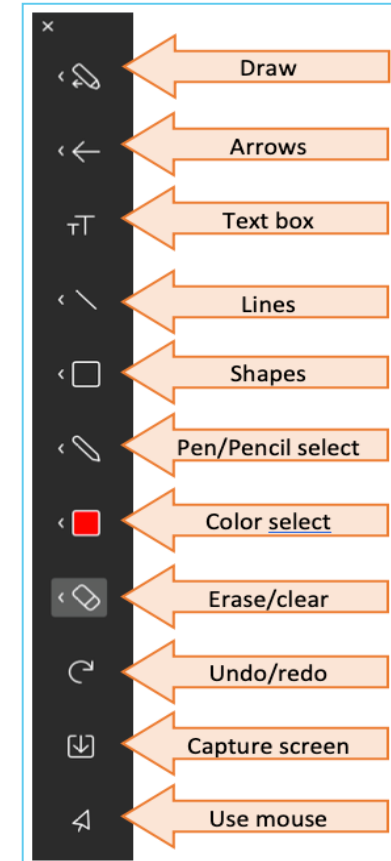 Draw
Arrows
TT Text box
Lines
Shapes
Pen/Pencil select
Color select
Erase/clear
Undo/redo
Capture screen
Use mouse